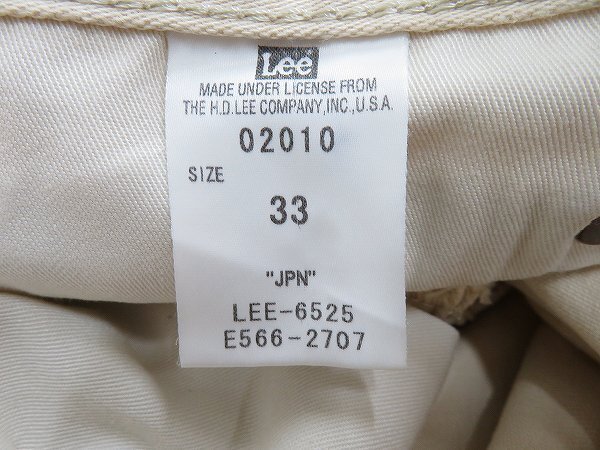 Lee
MADE UNDER LICENSE FROM
THE H.D.LEE COMPANY,INC.,U.S.A.
02010
SIZE
33
"JPN"
LEE-6525
E566-2707